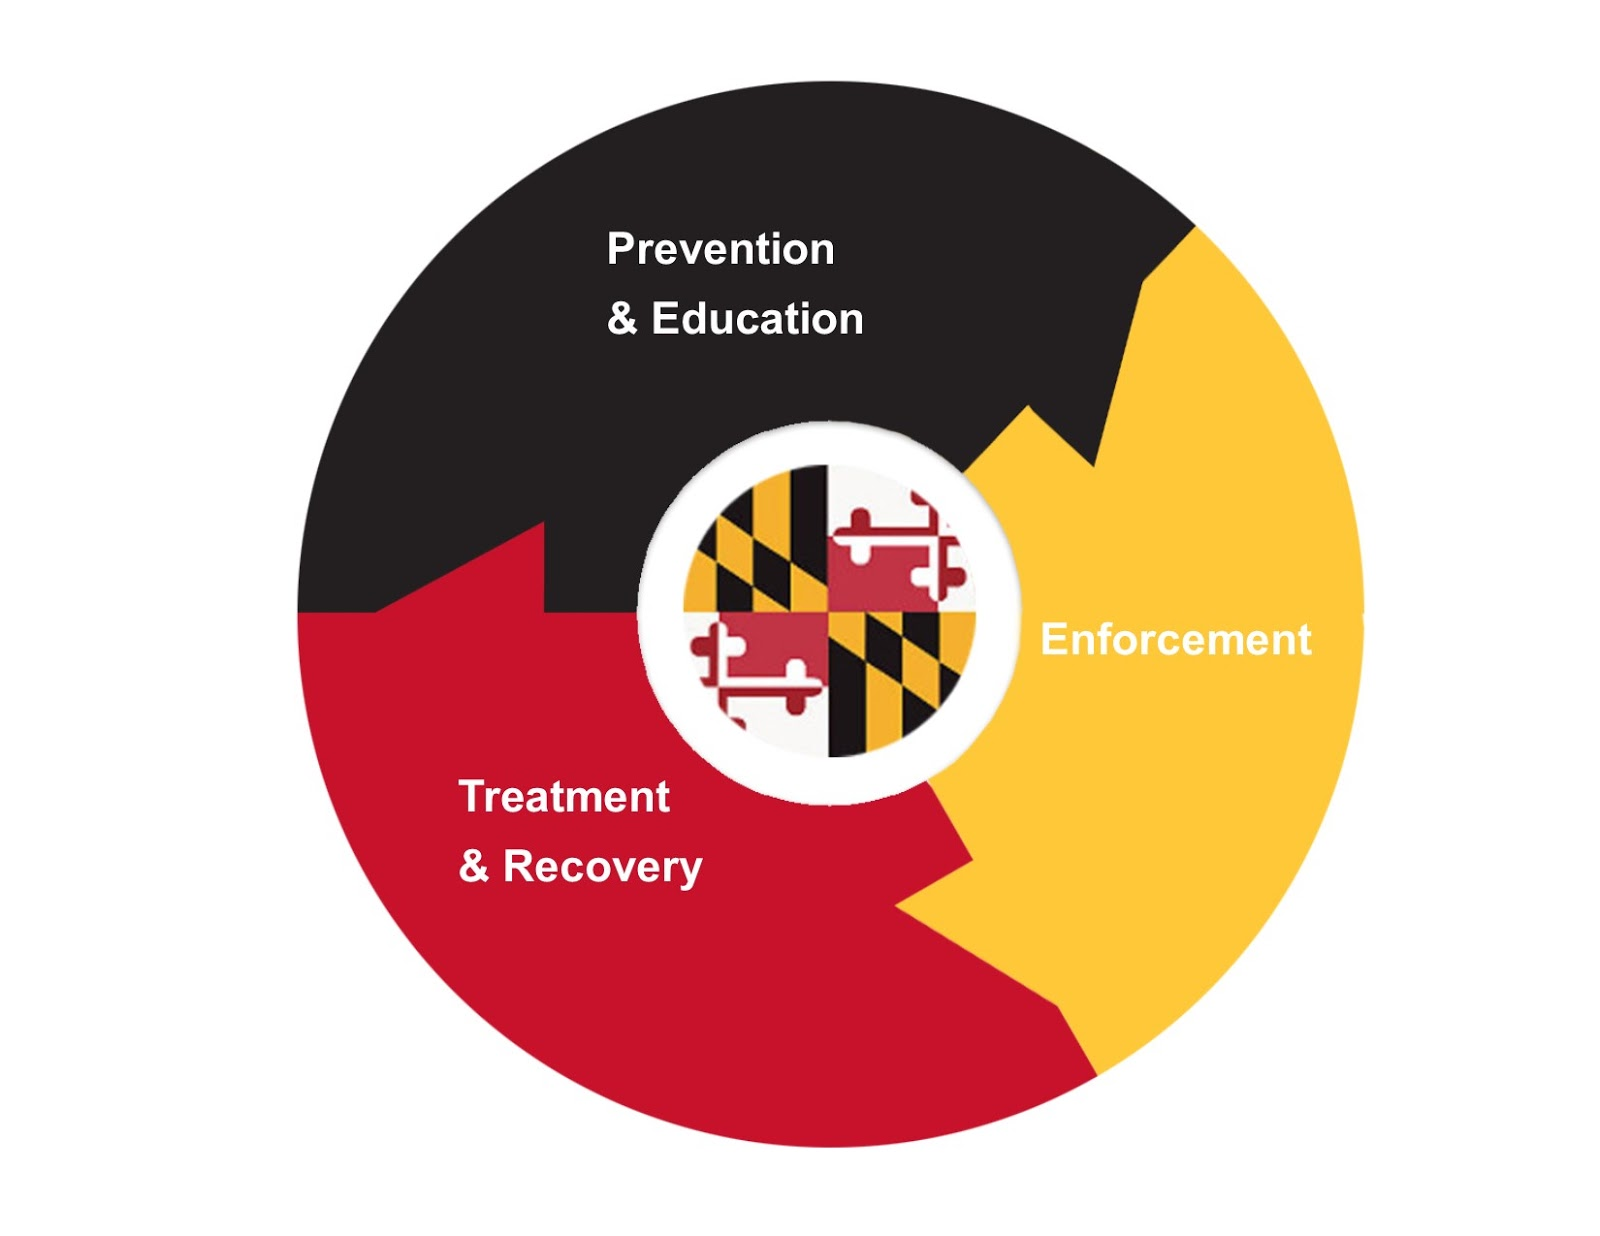 Prevention
& Education
Enforcement
Treatment
& Recovery